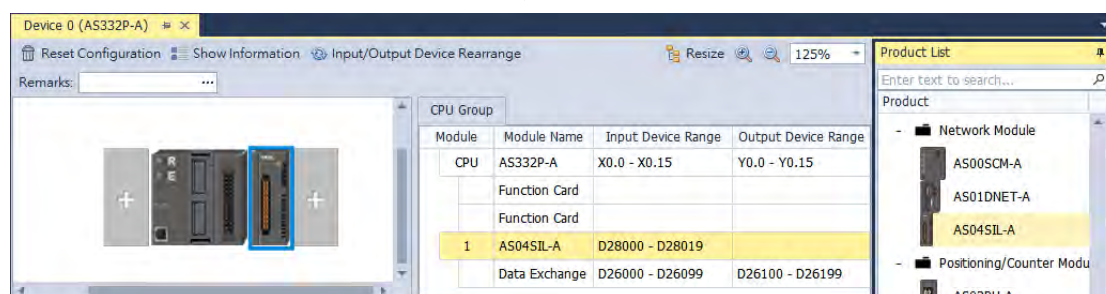 Device 0 (AS332P-A)
Reset Configuration Show Information Input/Output Device Rearrange Resize 125%
Remarks: ...
CPU Group
Module Module Name Input Device Range Output Device Range
CPU AS332P-A X0.0 - X0.15 Y0.0 - Y0.15
Function Card
Function Card
1 AS04SIL-A D28000 - D28019
Data Exchange D26000 - D26099 D26100 - D26199
Product List
Enter text to search...
Product
- Network Module
AS00SCM-A
AS01DNET-A
AS04SIL-A
- Positioning/Counter Modu